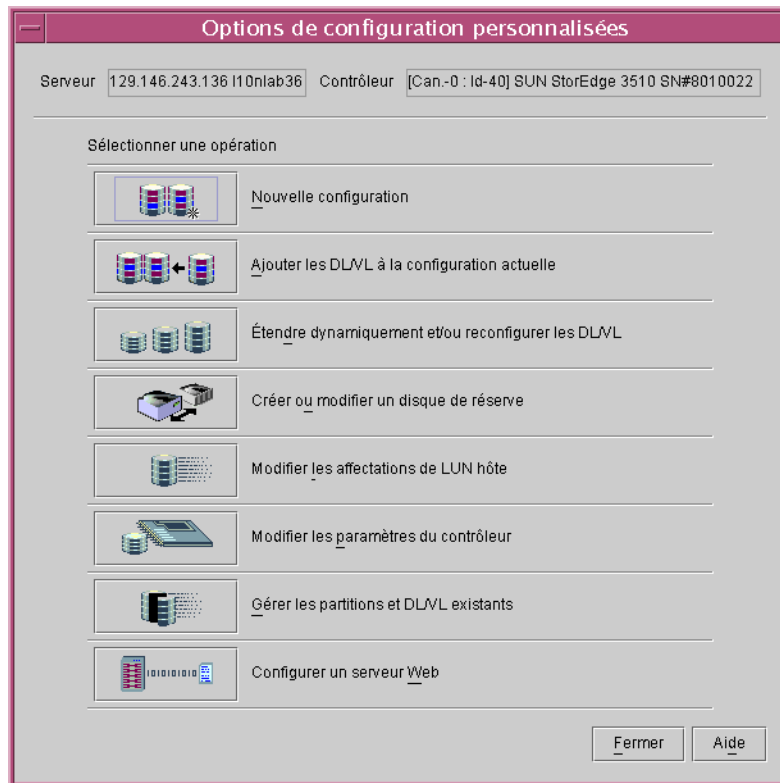 Options de configuration personnalisées
Serveur 129.146.243.136 l10nlab36 Contrôleur [Can.-0 : Id-40] SUN StorEdge 3510 SN#8010022
Sélectionner une opération
Nouvelle configuration
Ajouter les DL/VL à la configuration actuelle
Étendre dynamiquement et/ou reconfigurer les DL/VL
Créer ou modifier un disque de réserve
Modifier les affectations de LUN hôte
Modifier les paramètres du contrôleur
Gérer les partitions et DL/VL existants
Configurer un serveur Web
Fermer Aide